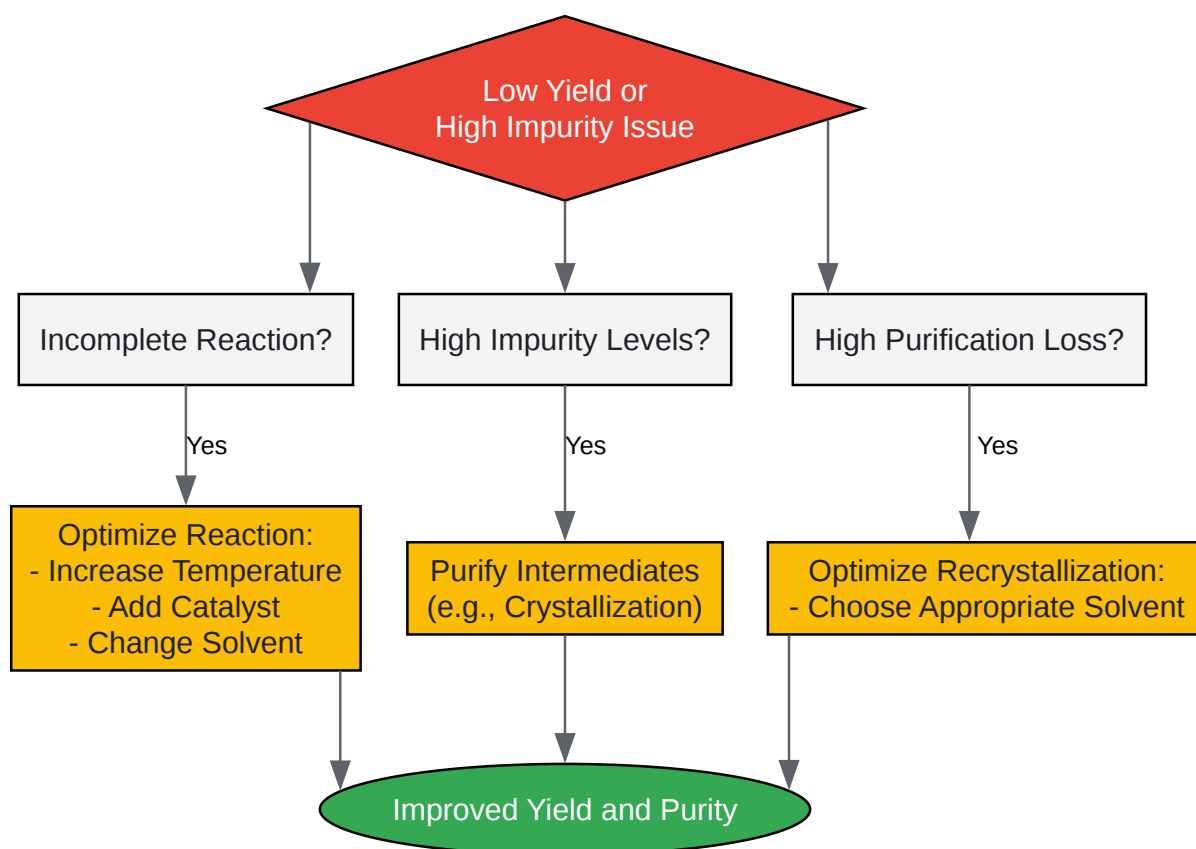 Low Yield or
High Impurity Issue
Incomplete Reaction?
High Impurity Levels?
High Purification Loss?
Yes
Yes
Yes
Optimize Reaction:
- Increase Temperature
- Add Catalyst
- Change Solvent
Purify Intermediates
(e.g., Crystallization)
Optimize Recrystallization:
- Choose Appropriate Solvent
Improved Yield and Purity